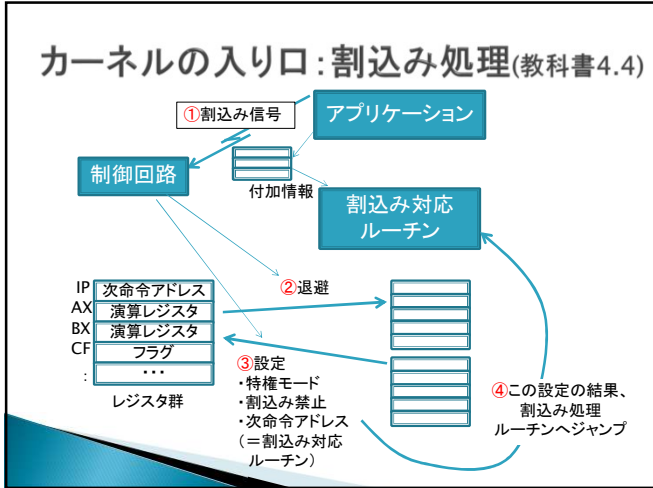 カーネルの入り口:割込み処理(教科書4.4)
①割込み信号
アプリケーション
制御回路
付加情報
割込み対応
ルーチン
②退避
IP 次命令アドレス
AX 演算レジスタ
BX 演算レジスタ
CF フラグ
: ・・・
レジスタ群
③設定
・特権モード
・割込み禁止
・次命令アドレス
(=割込み対応
ルーチン)
④この設定の結果、
割込み処理
ルーチンへジャンプ